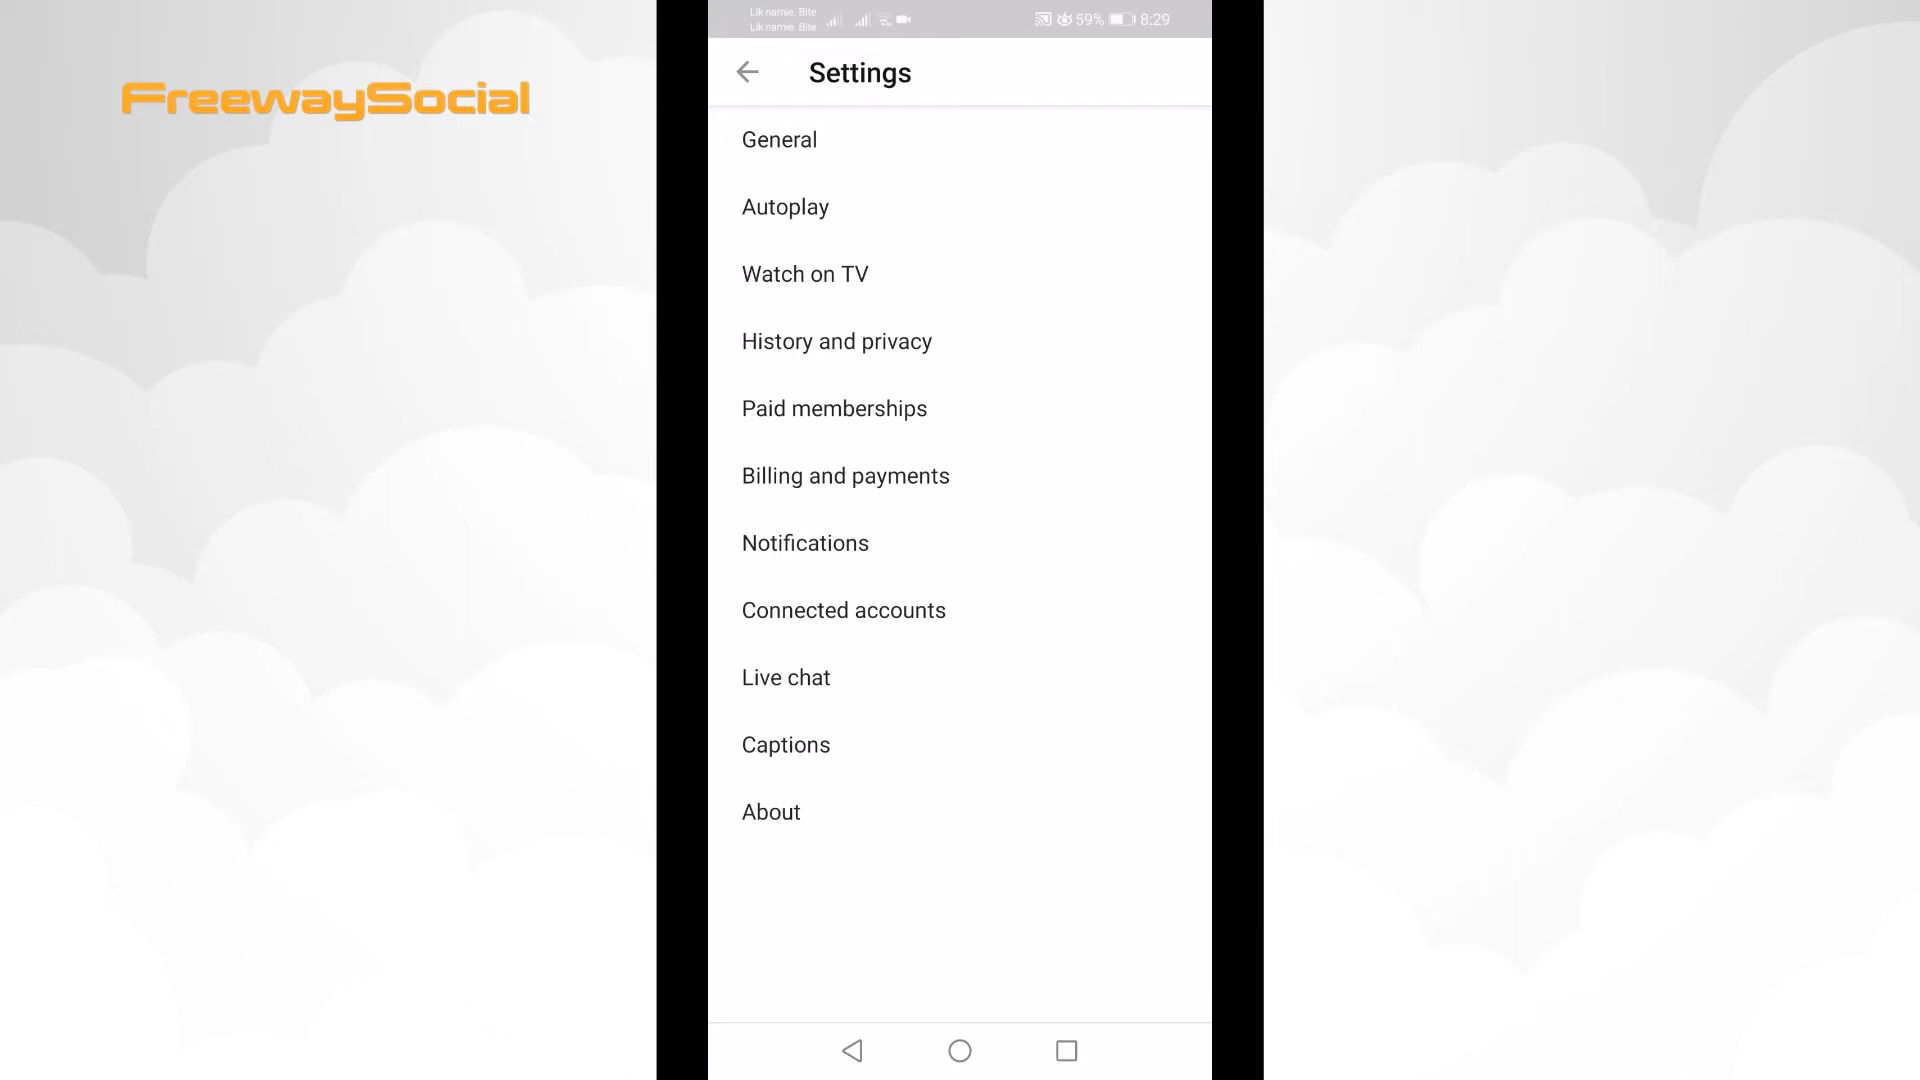 FreewaySocial
Lik namie. Bite
Lik namie. Bite
59% 8:29
Settings
General
Autoplay
Watch on TV
History and privacy
Paid memberships
Billing and payments
Notifications
Connected accounts
Live chat
Captions
About